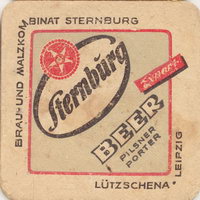 BRAU- UND MALZKOMBINAT STERNBURG
Sternburg
Export
BEER
PILSNER
PORTER
LÜTZSCHENA * LEIPZIG